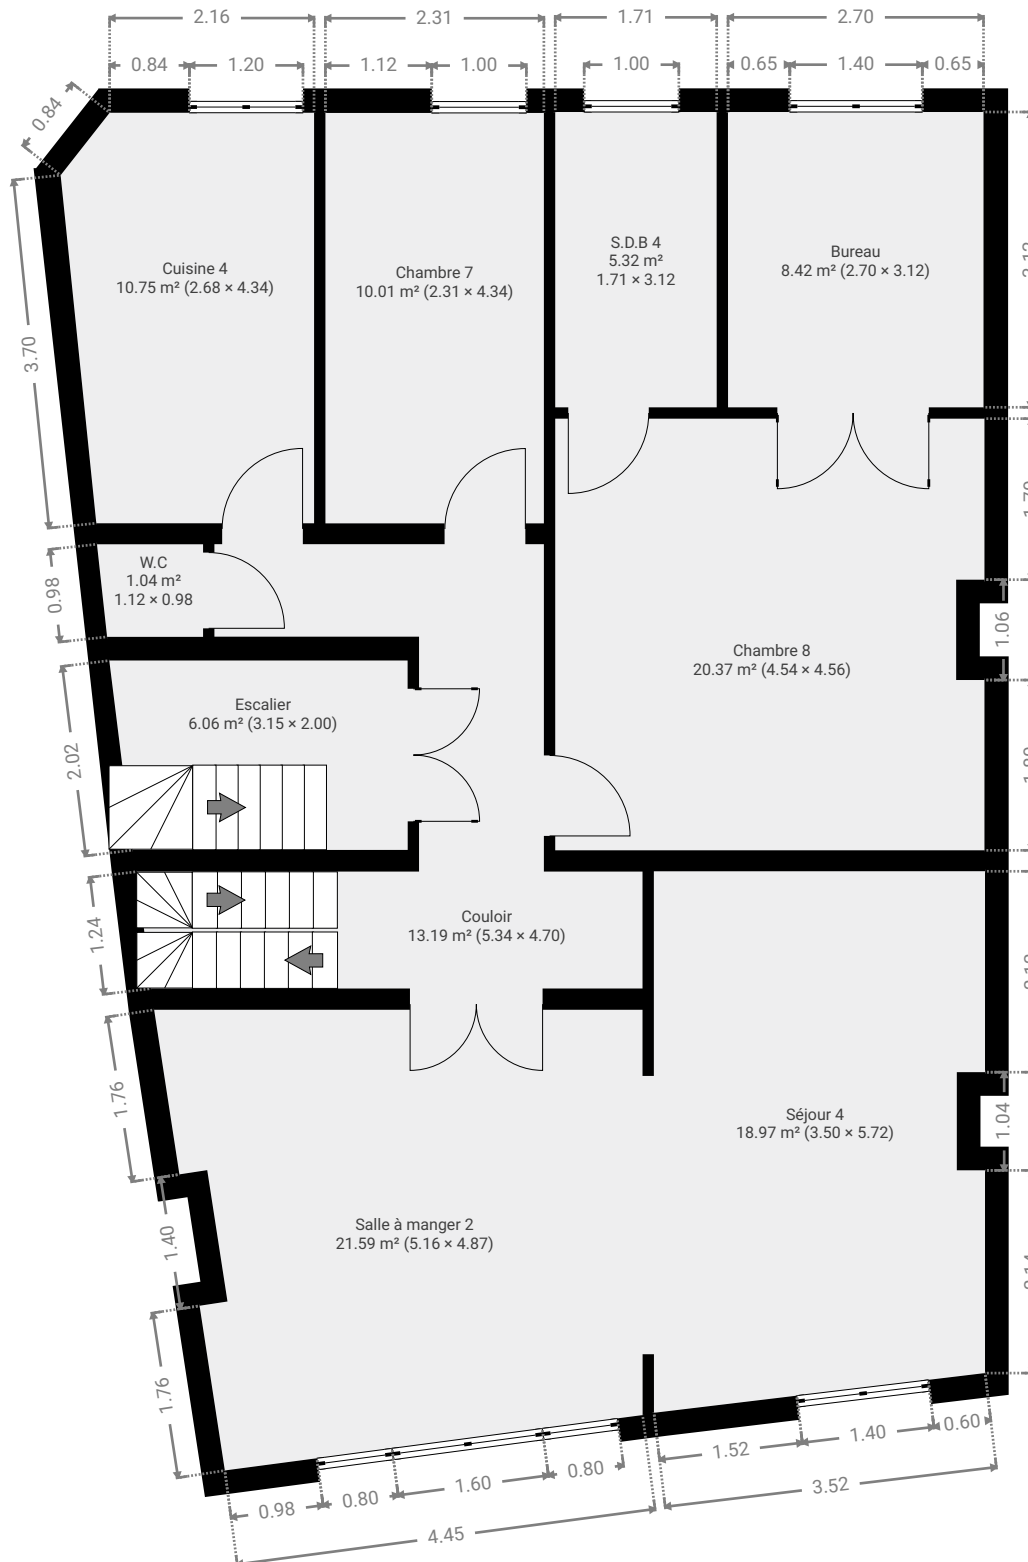 2.16
2.31
1.71
2.70
0.84
1.20
1.12
1.00
1.00
0.65
1.40
0.65
0.84
3.70
Cuisine 4
10.75 m² (2.68 × 4.34)
Chambre 7
10.01 m² (2.31 × 4.34)
S.D.B 4
5.32 m²
1.71 × 3.12
Bureau
8.42 m² (2.70 × 3.12)
0.98
W.C
1.04 m²
1.12 × 0.98
1.06
Chambre 8
20.37 m² (4.54 × 4.56)
Escalier
6.06 m² (3.15 × 2.00)
2.02
1.24
Couloir
13.19 m² (5.34 × 4.70)
1.76
1.04
Séjour 4
18.97 m² (3.50 × 5.72)
Salle à manger 2
21.59 m² (5.16 × 4.87)
1.40
1.76
0.98
0.80
1.60
0.80
1.52
1.40
0.60
4.45
3.52